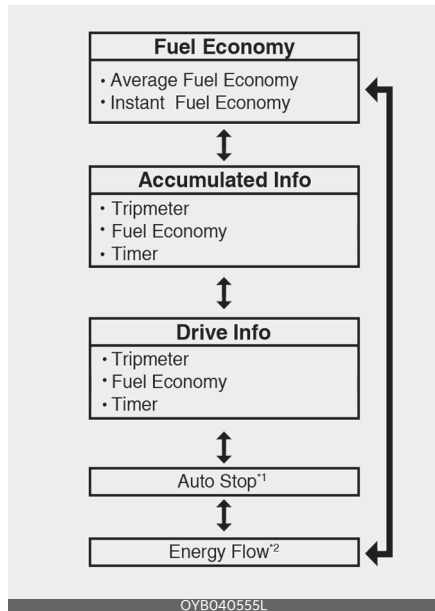 Fuel Economy
• Average Fuel Economy
• Instant Fuel Economy
Accumulated Info
• Tripmeter
• Fuel Economy
• Timer
Drive Info
• Tripmeter
• Fuel Economy
• Timer
Auto Stop*1
Energy Flow*2
OYB040555L